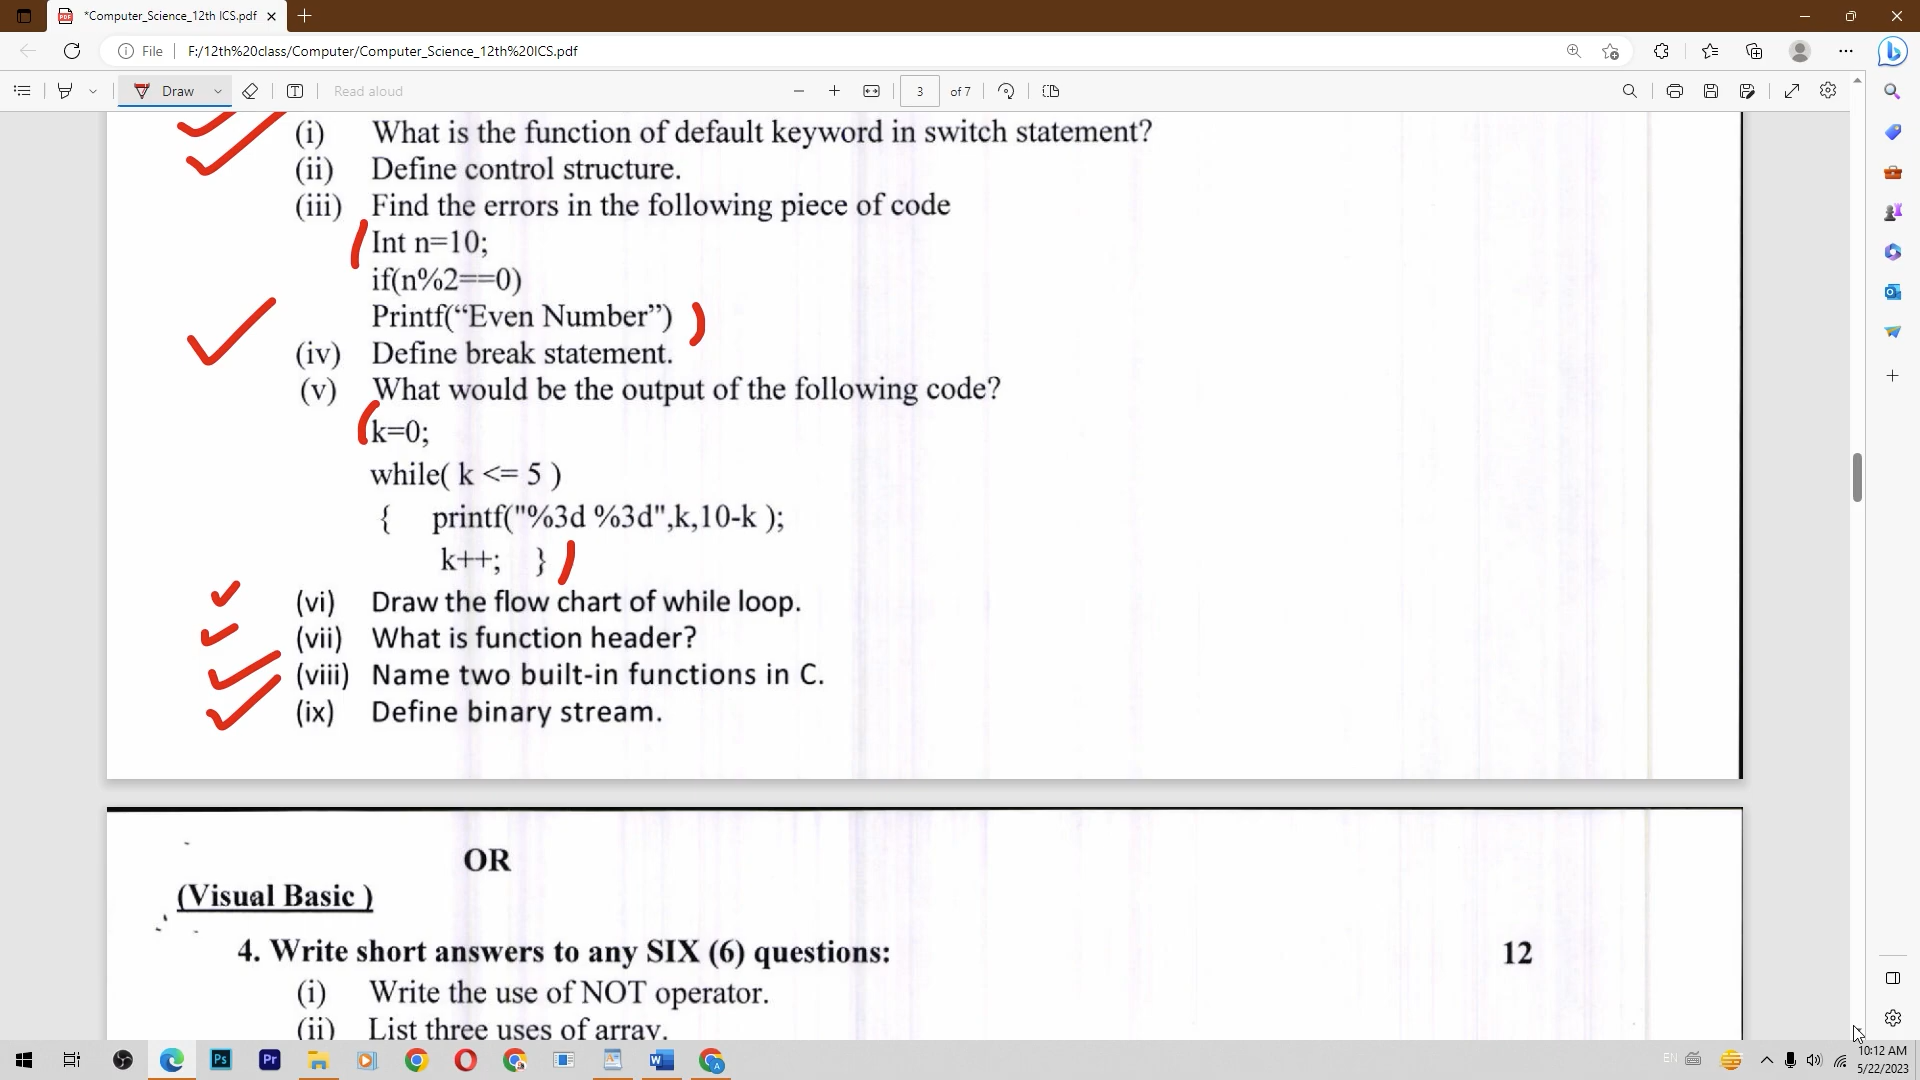 *Computer_Science_12th ICS.pdf
File
F:/12th%20class/Computer/Computer_Science_12th%20ICS.pdf
Draw
Read aloud
3 of 7
(i) What is the function of default keyword in switch statement?
(ii) Define control structure.
(iii) Find the errors in the following piece of code
Int n=10;
if(n%2==0)
Printf(“Even Number”)
(iv) Define break statement.
(v) What would be the output of the following code?
k=0;
while( k <= 5 )
{ printf("%3d %3d",k,10-k );
k++; }
(vi) Draw the flow chart of while loop.
(vii) What is function header?
(viii) Name two built-in functions in C.
(ix) Define binary stream.
OR
(Visual Basic )
4. Write short answers to any SIX (6) questions: 12
(i) Write the use of NOT operator.
(ii) List three uses of array.
Ps
Pr
EN
10:12 AM
5/22/2023